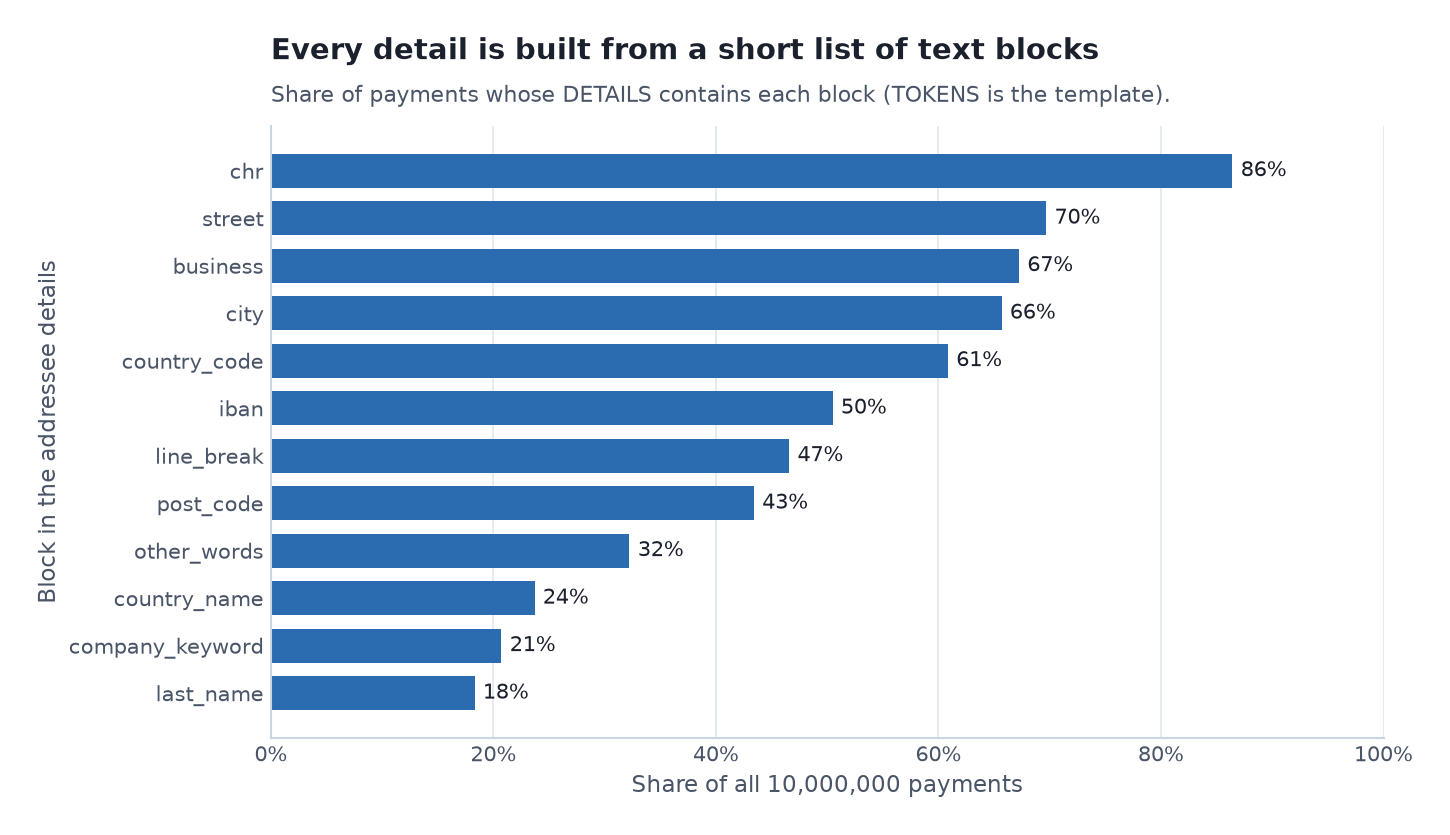 Every detail is built from a short list of text blocks
Share of payments whose DETAILS contains each block (TOKENS is the template).
Block in the addressee details
chr 86%
street 70%
business 67%
city 66%
country_code 61%
iban 50%
line_break 47%
post_code 43%
other_words 32%
country_name 24%
company_keyword 21%
last_name 18%
0% 20% 40% 60% 80% 100%
Share of all 10,000,000 payments